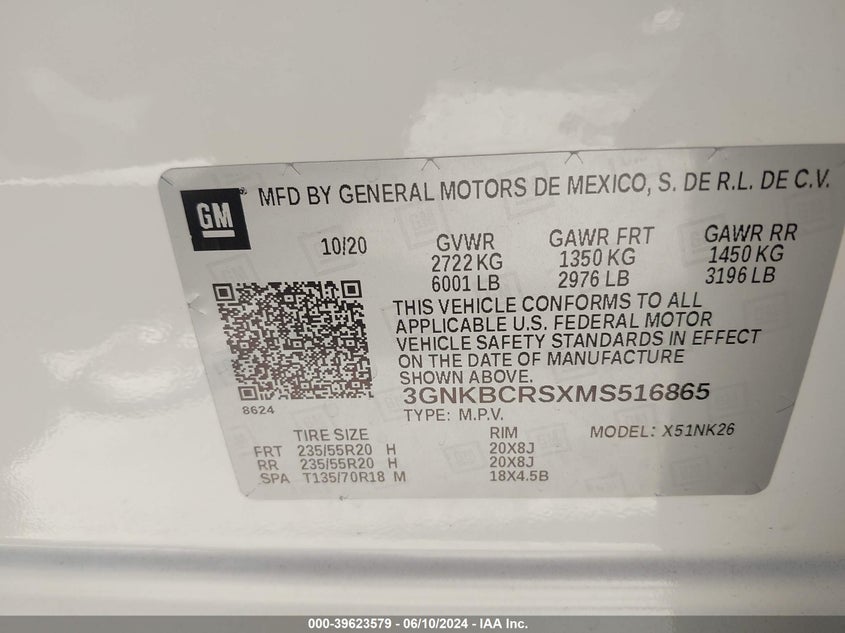 GM MFD BY GENERAL MOTORS DE MEXICO, S. DE R.L. DE C.V.
10/20 GVWR GAWR FRT GAWR RR
2722 KG 1350 KG 1450 KG
6001 LB 2976 LB 3196 LB
THIS VEHICLE CONFORMS TO ALL
APPLICABLE U.S. FEDERAL MOTOR
VEHICLE SAFETY STANDARDS IN EFFECT
ON THE DATE OF MANUFACTURE
SHOWN ABOVE.
8624
3GNKBCRSXMS516865
TYPE: M.P.V.
TIRE SIZE RIM MODEL: X51NK26
FRT 235/55R20 H 20X8J
RR 235/55R20 H 20X8J
SPA T135/70R18 M 18X4.5B
000-39623579 - 06/10/2024 - IAA Inc.